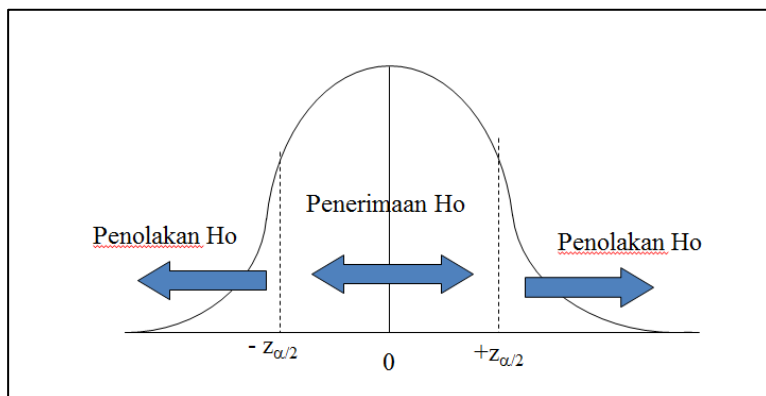 Penerimaan Ho
Penolakan Ho
Penolakan Ho
- zα/2
0
+zα/2